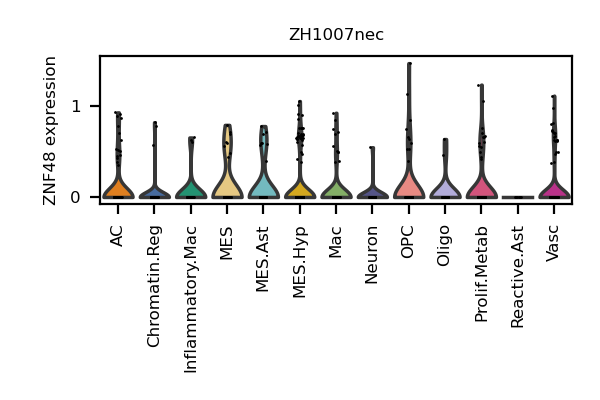 ZH1007nec
ZNF48 expression
1
0
AC
Chromatin.Reg
Inflammatory.Mac
MES
MES.Ast
MES.Hyp
Mac
Neuron
OPC
Oligo
Prolif.Metab
Reactive.Ast
Vasc